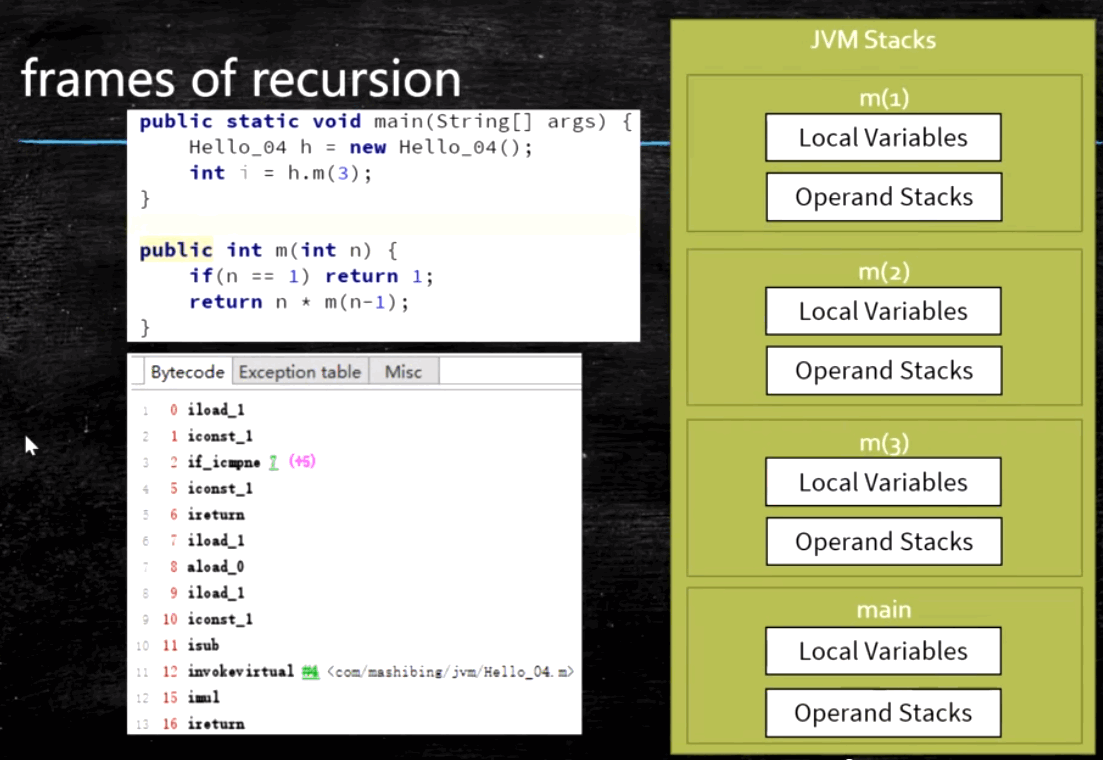 frames of recursion
public static void main(String[] args) {
Hello_04 h = new Hello_04();
int i = h.m(3);
}
public int m(int n) {
if(n == 1) return 1;
return n * m(n-1);
}
Bytecode Exception table Misc
1 0 iload_1
2 1 iconst_1
3 2 if_icmpne 7 (+5)
4 5 iconst_1
5 6 ireturn
6 7 iload_1
7 8 aload_0
8 9 iload_1
9 10 iconst_1
10 11 isub
11 12 invokevirtual #4 <com/mashibing/jvm/Hello_04.m>
12 15 imul
13 16 ireturn
JVM Stacks
m(1)
Local Variables
Operand Stacks
m(2)
Local Variables
Operand Stacks
m(3)
Local Variables
Operand Stacks
main
Local Variables
Operand Stacks